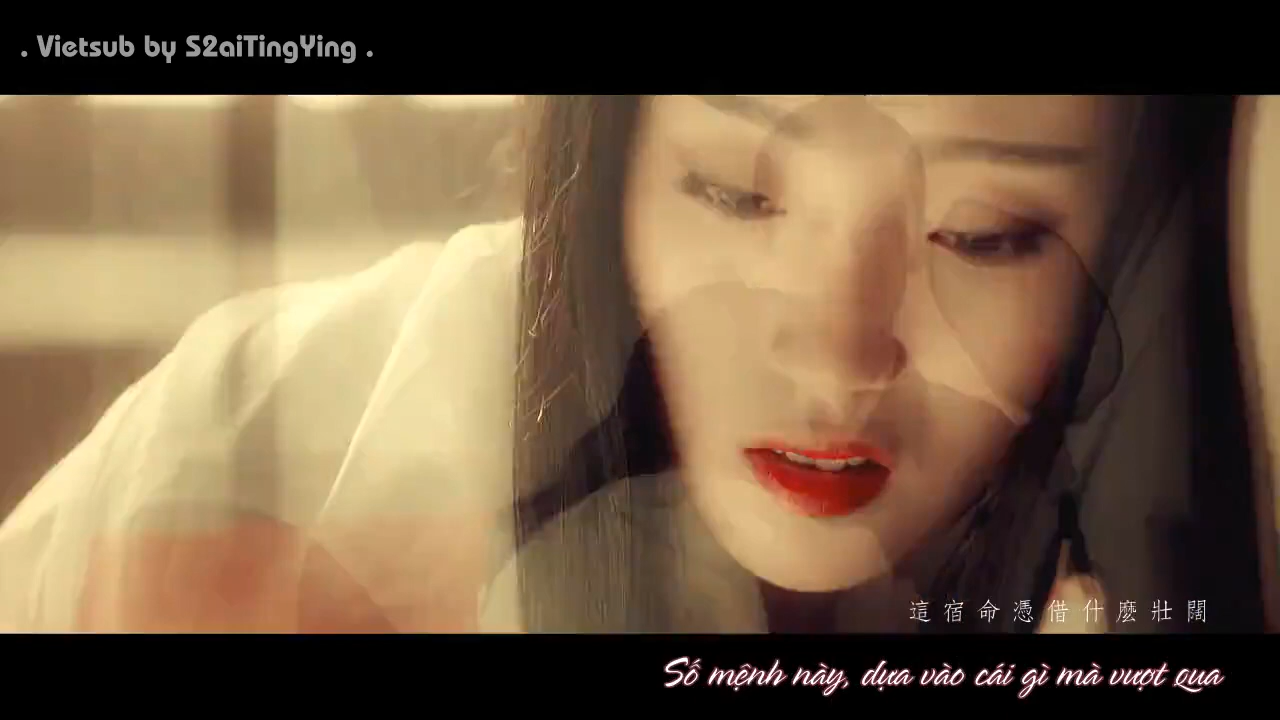 . Vietsub by S2aiTingYing .
這宿命憑借什麼壯闊
Số mệnh này, dựa vào cái gì mà vượt qua